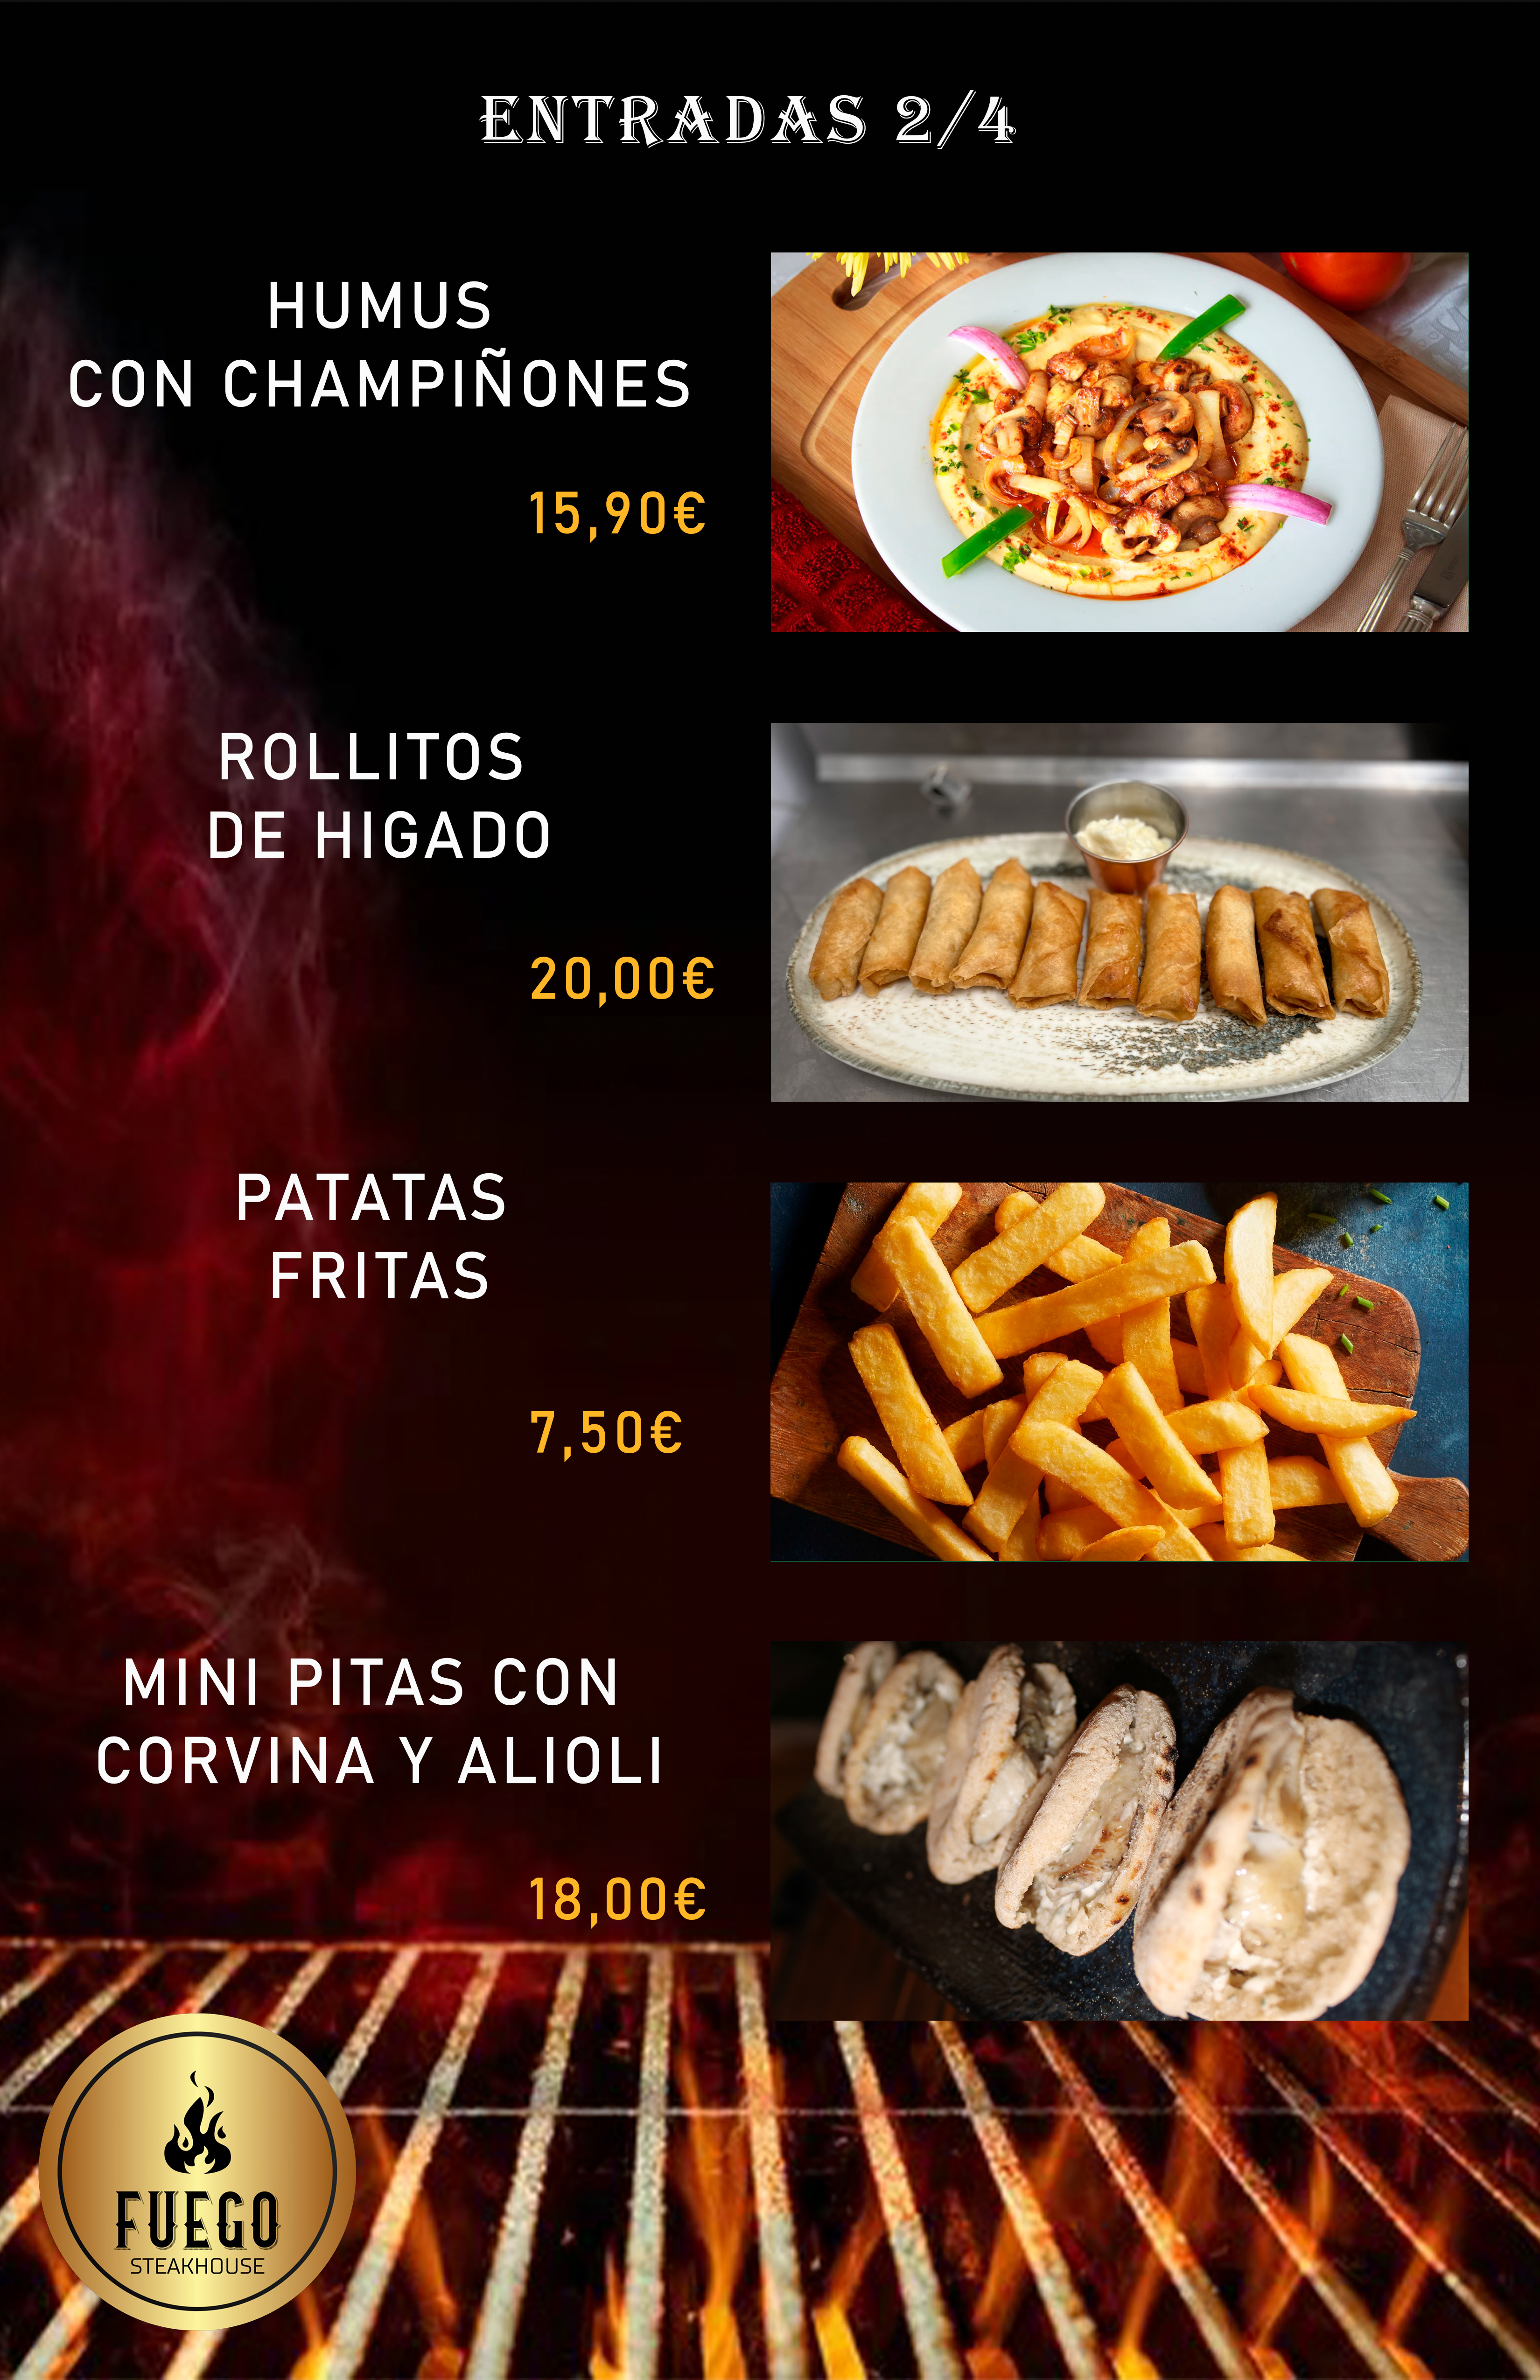 ENTRADAS 2/4
HUMUS
CON CHAMPIÑONES
15,90€
ROLLITOS
DE HIGADO
20,00€
PATATAS
FRITAS
7,50€
MINI PITAS CON
CORVINA Y ALIOLI
18,00€
FUEGO
STEAKHOUSE